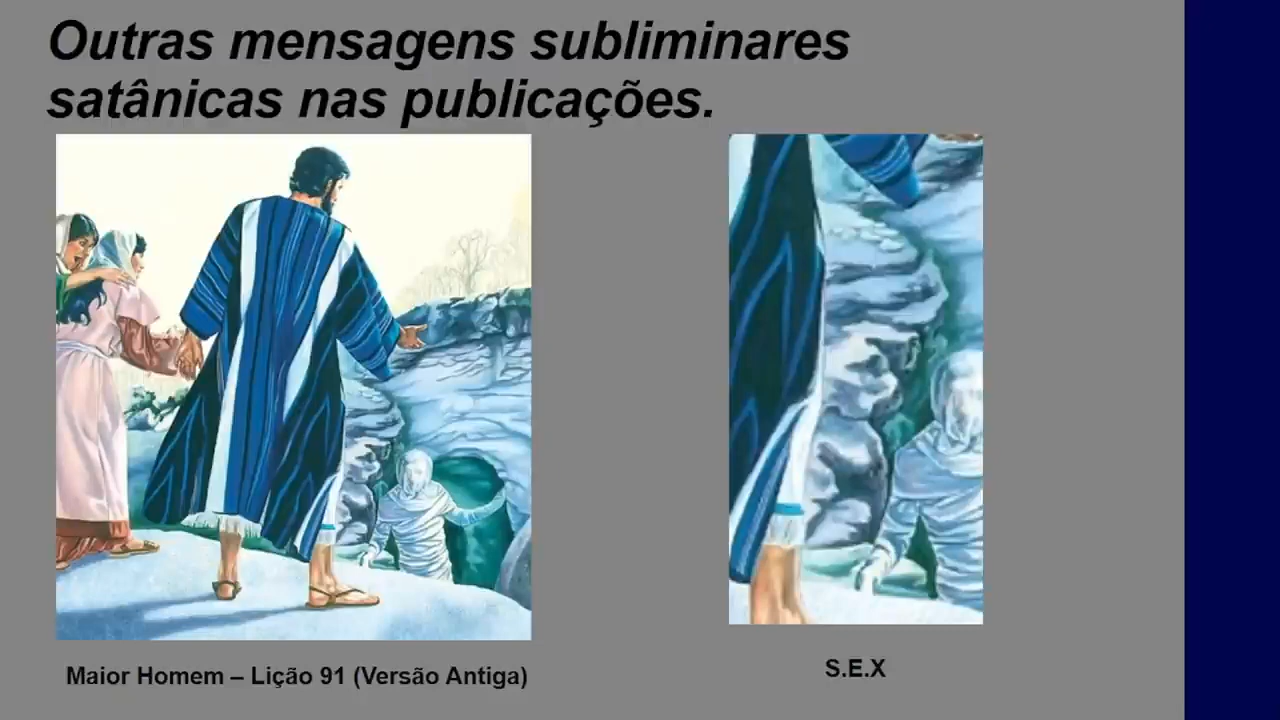 Outras mensagens subliminares
satânicas nas publicações.
Maior Homem – Lição 91 (Versão Antiga)
S.E.X